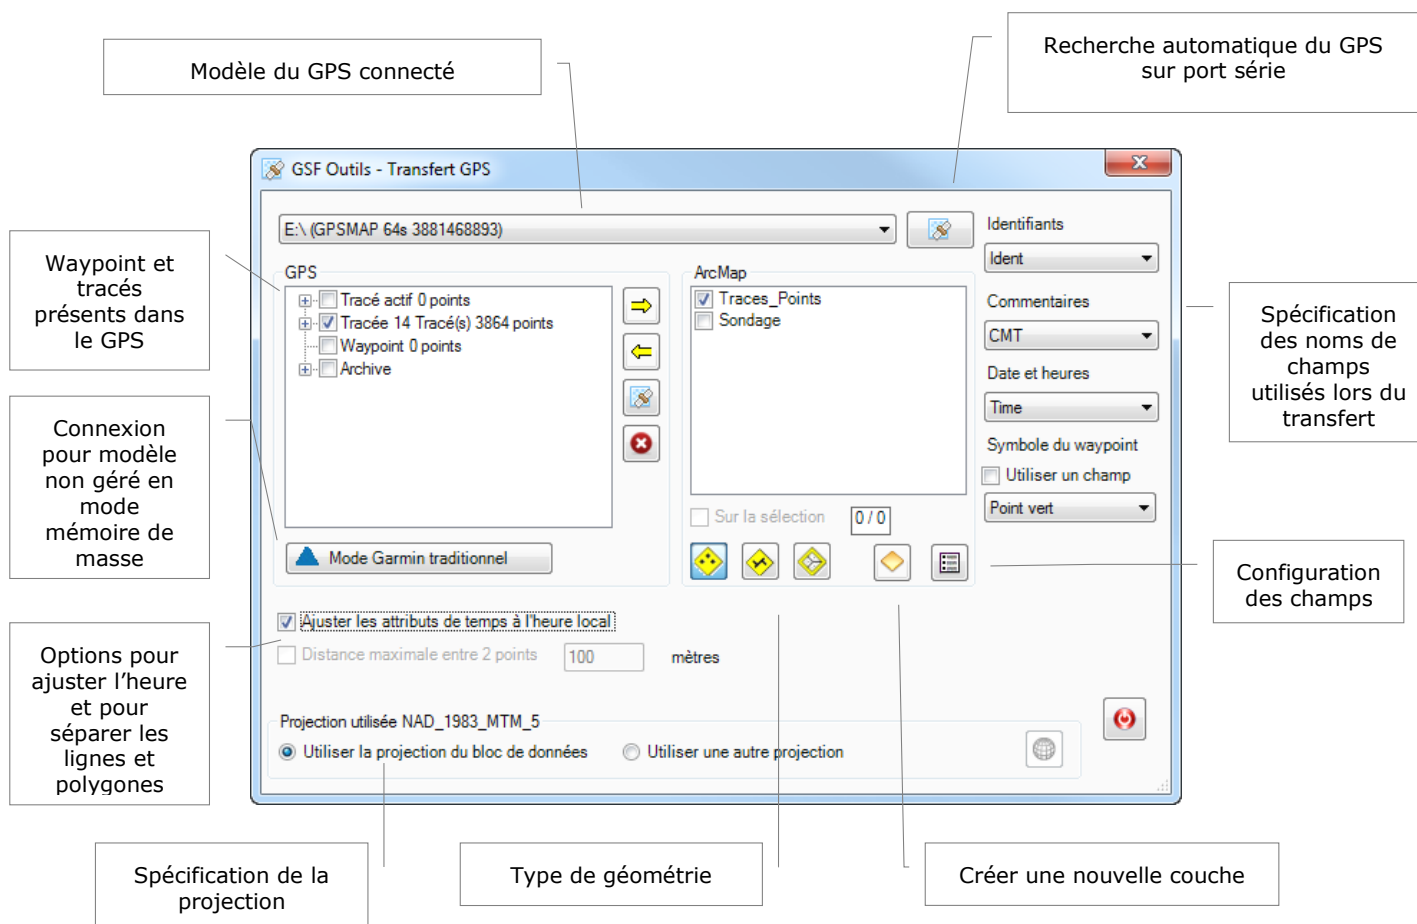 Modèle du GPS connecté
Recherche automatique du GPS
sur port série
GSF Outils - Transfert GPS
X
E:\ (GPSMAP 64s 3881468893)
Identifiants
Ident
Waypoint et
tracés
présents dans
le GPS
GPS
Tracé actif 0 points
Tracée 14 Tracé(s) 3864 points
Waypoint 0 points
Archive
ArcMap
Traces_Points
Sondage
Commentaires
CMT
Date et heures
Time
Symbole du waypoint
Utiliser un champ
Point vert
Spécification
des noms de
champs
utilisés lors du
transfert
Connexion
pour modèle
non géré en
mode
mémoire de
masse
Sur la sélection
0 / 0
Mode Garmin traditionnel
Configuration
des champs
Ajuster les attributs de temps à l'heure local
Distance maximale entre 2 points
100
mètres
Options pour
ajuster l’heure
et pour
séparer les
lignes et
polygones
Projection utilisée NAD_1983_MTM_5
Utiliser la projection du bloc de données
Utiliser une autre projection
Spécification de la
projection
Type de géométrie
Créer une nouvelle couche